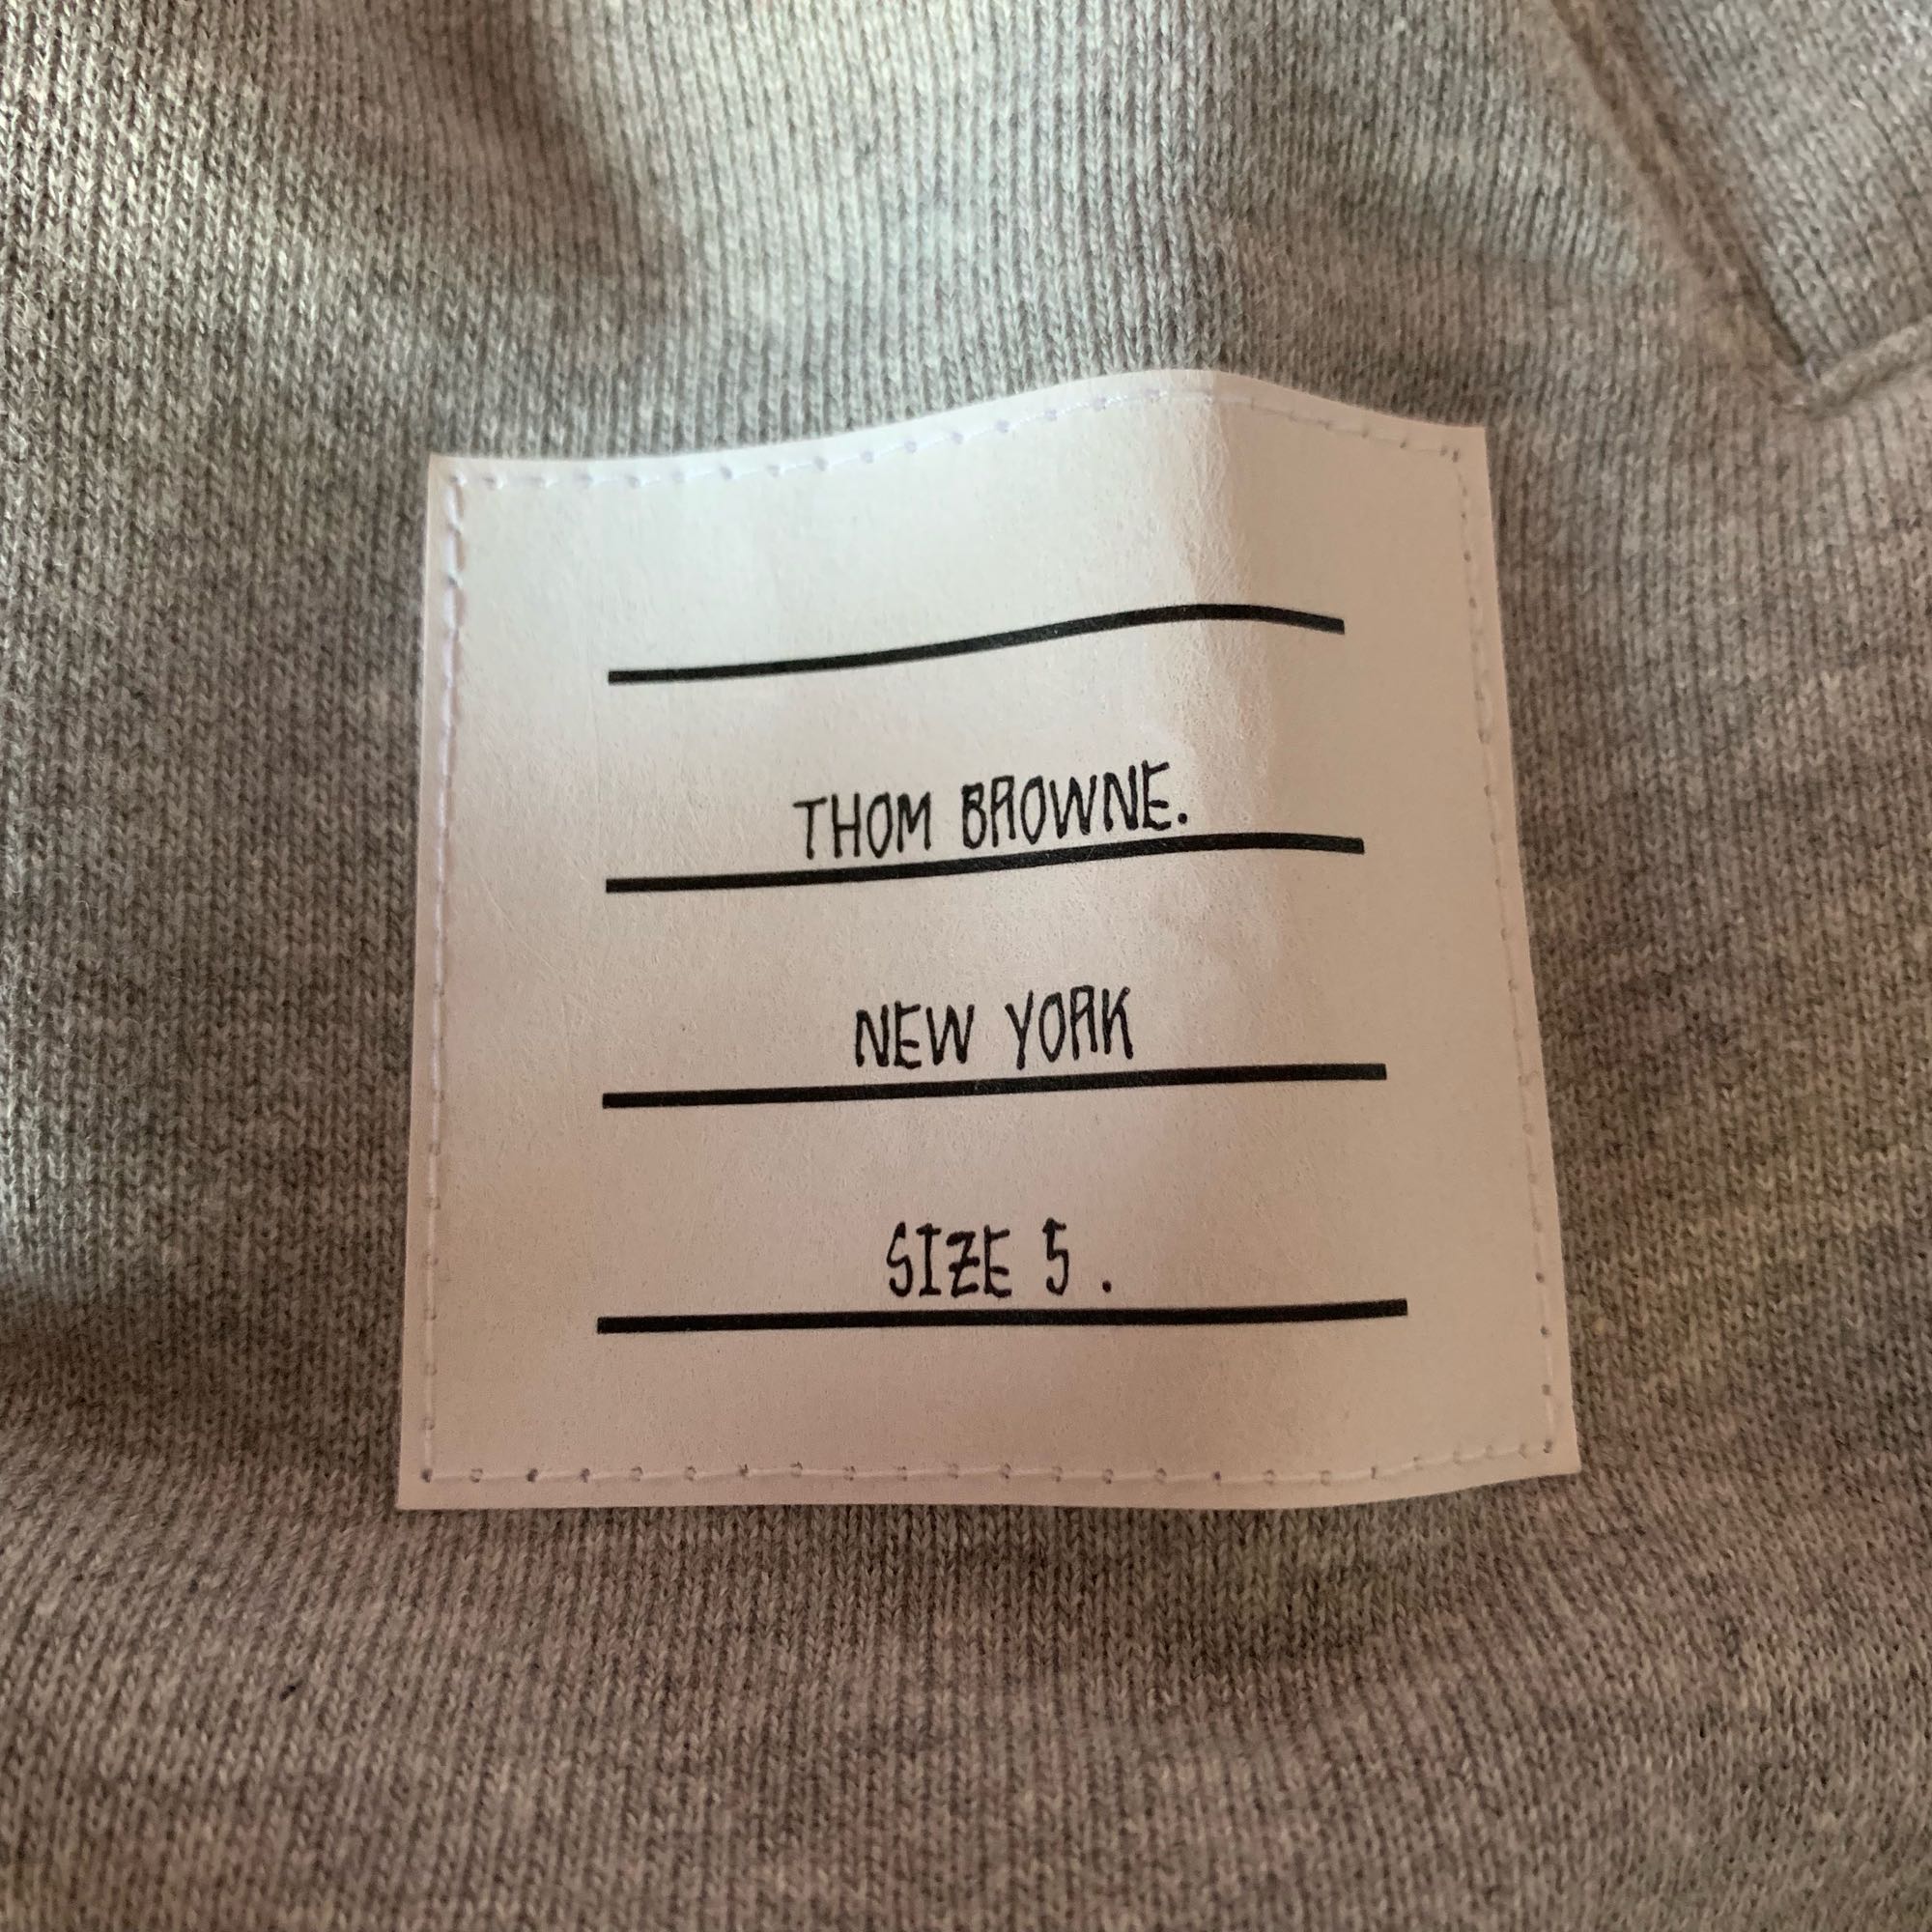 THOM BROWNE.
NEW YORK
SIZE 5 .